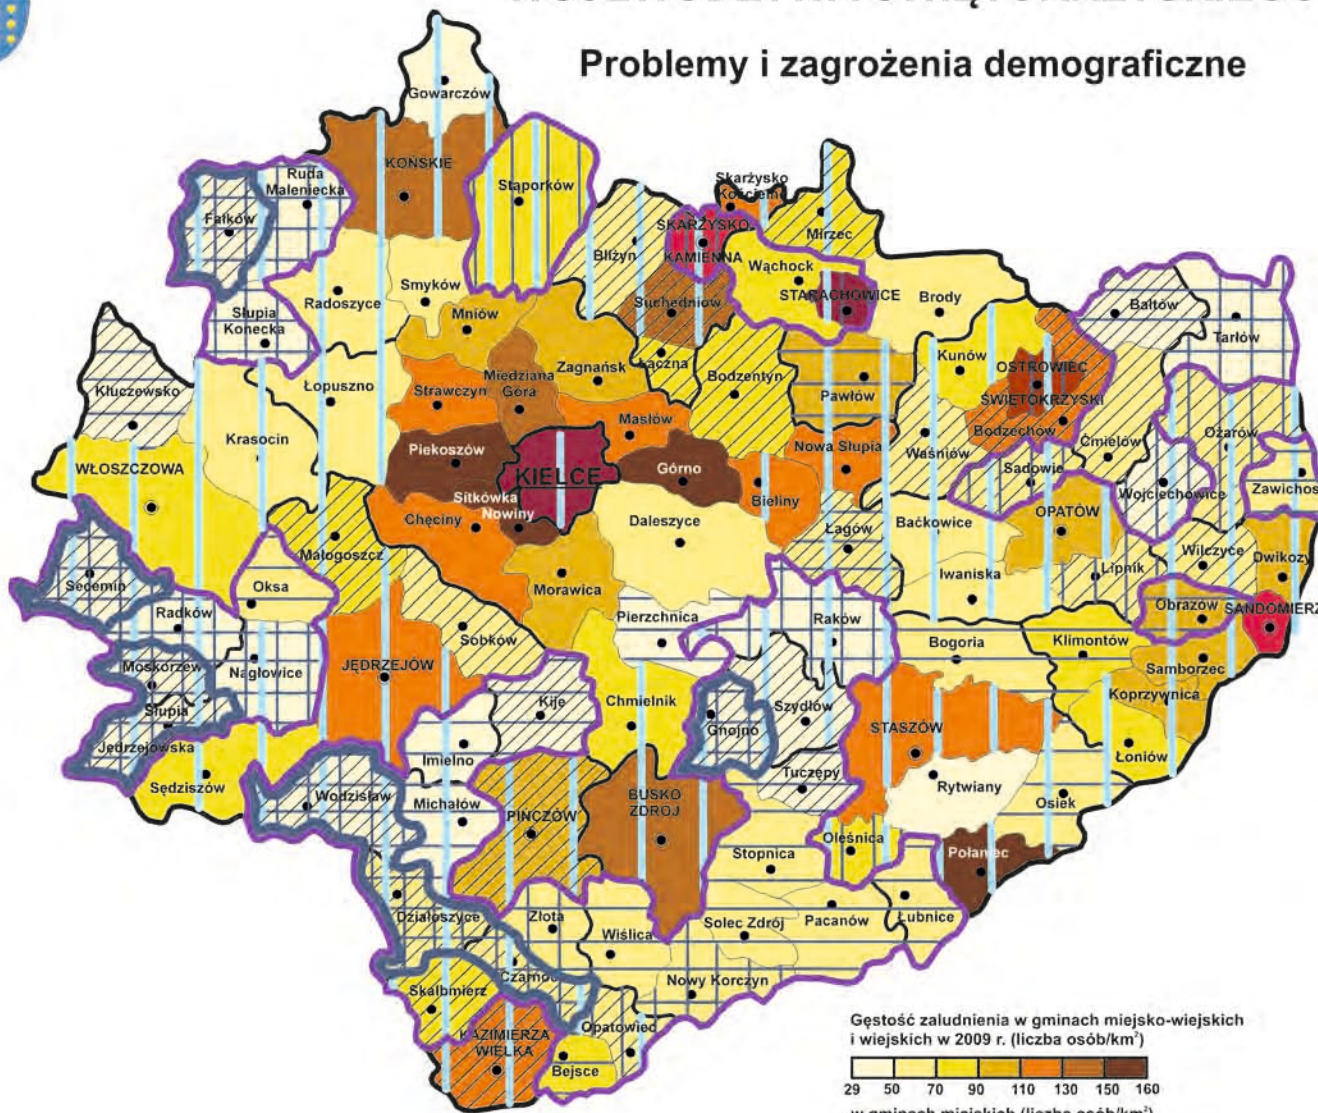 Problemy i zagrożenia demograficzne
Gowarczów
KOŃSKIE
Ruda
Maleniecka
Stąporków
Fałków
Skarżysko
SKARŻYSKO
KAMIENNA
Mirzec
Bliżyn
Wąchock
STARACHOWICE
Brody
Bałtów
Tarłów
Smyków
Radoszyce
Suchedniów
Słupia
Konecka
Mniów
Łączna
Zagnańsk
Bodzentyn
Kunów
OSTROWIEC
ŚWIĘTOKRZYSKI
Bodzechów
Kluczewsko
Łopuszno
Strawczyn
Miedziana
Góra
Masłów
Pawłów
Krasocin
Piekoszów
KIELCE
Górno
Nowa Słupia
Waśniów
Ćmielów
Ożarów
WŁOSZCZOWA
Sitkówka
Nowiny
Bieliny
Sadowie
Wojciechowice
Zawichost
Chęciny
Daleszyce
Łagów
Baćkowice
OPATÓW
Małogoszcz
Wilczyce
Dwikozy
Secemin
Oksa
Morawica
Iwaniska
Lipnik
Radków
Pierzchnica
Raków
Obrazów
SANDOMIERZ
Sobków
Bogoria
Klimontów
Moskorzew
Nagłowice
JĘDRZEJÓW
Samborzec
Słupia
Jędrzejowska
Kije
Chmielnik
Gnojno
Szydłów
STASZÓW
Koprzywnica
Sędziszów
Imielno
Tuczępy
Rytwiany
Łoniów
Wodzisław
Michałów
PIŃCZÓW
BUSKO
ZDRÓJ
Osiek
Oleśnica
Stopnica
Połaniec
Działoszyce
Złota
Wiślica
Solec Zdrój
Pacanów
Łubnice
Skalbmierz
Nowy Korczyn
KAZIMIERZA
WIELKA
Opatowiec
Bejsce
Gęstość zaludnienia w gminach miejsko-wiejskich
i wiejskich w 2009 r. (liczba osób/km²)
29 50 70 90 110 130 150 160
w gminach miejskich (liczba osób/km²)